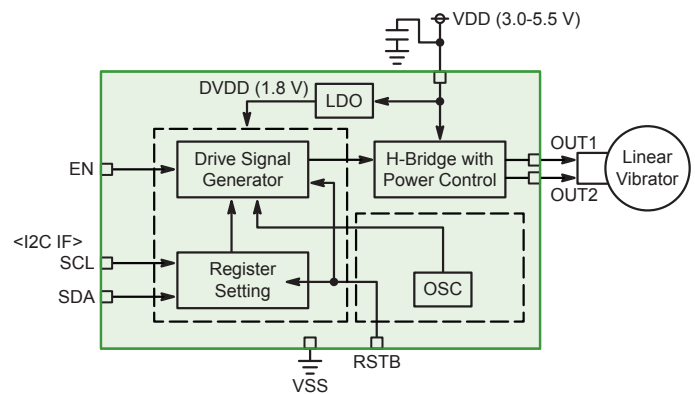 VDD (3.0-5.5 V)
DVDD (1.8 V)
LDO
EN
Drive Signal
Generator
H-Bridge with
Power Control
OUT1
OUT2
Linear
Vibrator
<I2C IF>
SCL
SDA
Register
Setting
OSC
VSS
RSTB